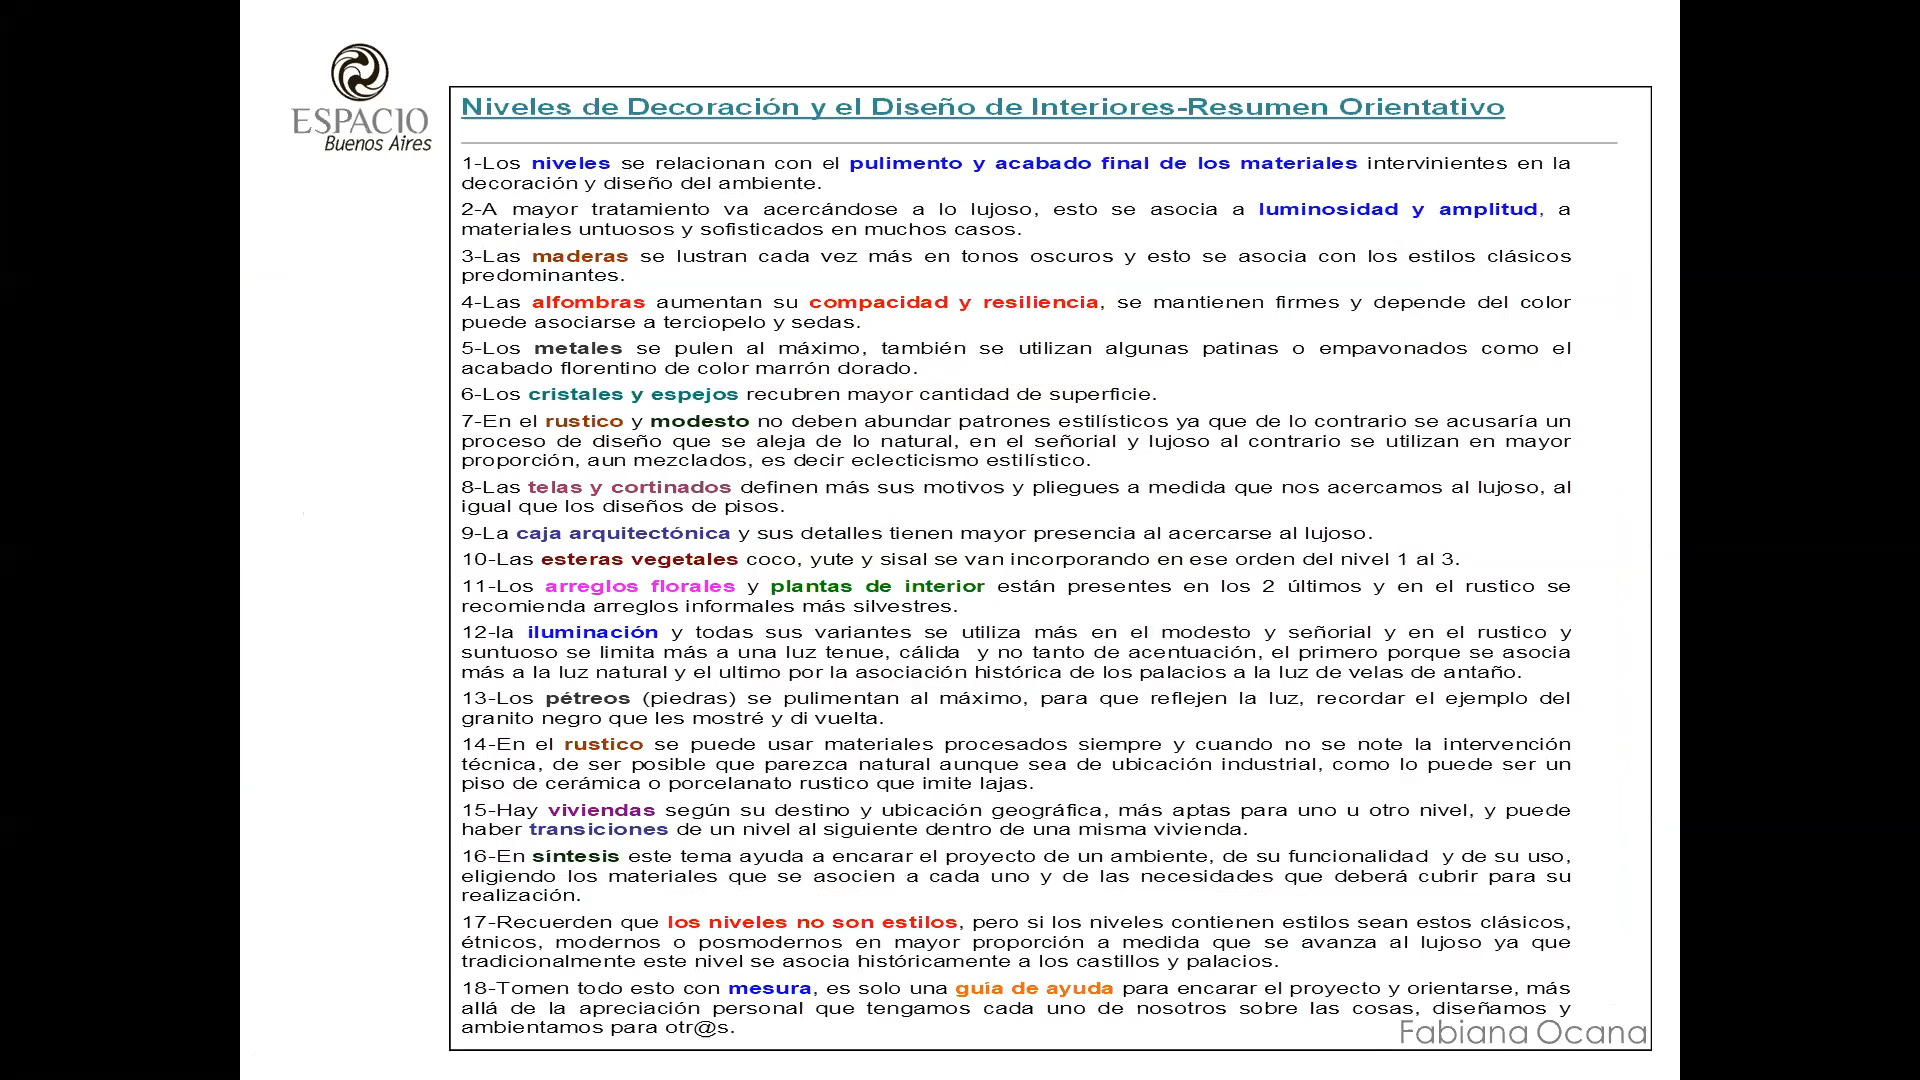 ESPACIO
Buenos Aires
Niveles de Decoración y el Diseño de Interiores-Resumen Orientativo
1-Los niveles se relacionan con el pulimento y acabado final de los materiales intervinientes en la
decoración y diseño del ambiente.
2-A mayor tratamiento va acercándose a lo lujoso, esto se asocia a luminosidad y amplitud, a
materiales untuosos y sofisticados en muchos casos.
3-Las maderas se lustran cada vez más en tonos oscuros y esto se asocia con los estilos clásicos
predominantes.
4-Las alfombras aumentan su compacidad y resiliencia, se mantienen firmes y depende del color
puede asociarse a terciopelo y sedas.
5-Los metales se pulen al máximo, también se utilizan algunas patinas o empavonados como el
acabado florentino de color marrón dorado.
6-Los cristales y espejos recubren mayor cantidad de superficie.
7-En el rustico y modesto no deben abundar patrones estilísticos ya que de lo contrario se acusaría un
proceso de diseño que se aleja de lo natural, en el señorial y lujoso al contrario se utilizan en mayor
proporción, aun mezclados, es decir eclecticismo estilístico.
8-Las telas y cortinados definen más sus motivos y pliegues a medida que nos acercamos al lujoso, al
igual que los diseños de pisos.
9-La caja arquitectónica y sus detalles tienen mayor presencia al acercarse al lujoso.
10-Las esteras vegetales coco, yute y sisal se van incorporando en ese orden del nivel 1 al 3.
11-Los arreglos florales y plantas de interior están presentes en los 2 últimos y en el rustico se
recomienda arreglos informales más silvestres.
12-la iluminación y todas sus variantes se utiliza más en el modesto y señorial y en el rustico y
suntuoso se limita más a una luz tenue, cálida  y no tanto de acentuación, el primero porque se asocia
más a la luz natural y el ultimo por la asociación histórica de los palacios a la luz de velas de antaño.
13-Los pétreos (piedras) se pulimentan al máximo, para que reflejen la luz, recordar el ejemplo del
granito negro que les mostré y di vuelta.
14-En el rustico se puede usar materiales procesados siempre y cuando no se note la intervención
técnica, de ser posible que parezca natural aunque sea de ubicación industrial, como lo puede ser un
piso de cerámica o porcelanato rustico que imite lajas.
15-Hay viviendas según su destino y ubicación geográfica, más aptas para uno u otro nivel, y puede
haber transiciones de un nivel al siguiente dentro de una misma vivienda.
16-En síntesis este tema ayuda a encarar el proyecto de un ambiente, de su funcionalidad  y de su uso,
eligiendo los materiales que se asocien a cada uno y de las necesidades que deberá cubrir para su
realización.
17-Recuerden que los niveles no son estilos, pero si los niveles contienen estilos sean estos clásicos,
étnicos, modernos o posmodernos en mayor proporción a medida que se avanza al lujoso ya que
tradicionalmente este nivel se asocia históricamente a los castillos y palacios.
18-Tomen todo esto con mesura, es solo una guía de ayuda para encarar el proyecto y orientarse, más
allá de la apreciación personal que tengamos cada uno de nosotros sobre las cosas, diseñamos y
ambientamos para otr@s.
Fabiana Ocana